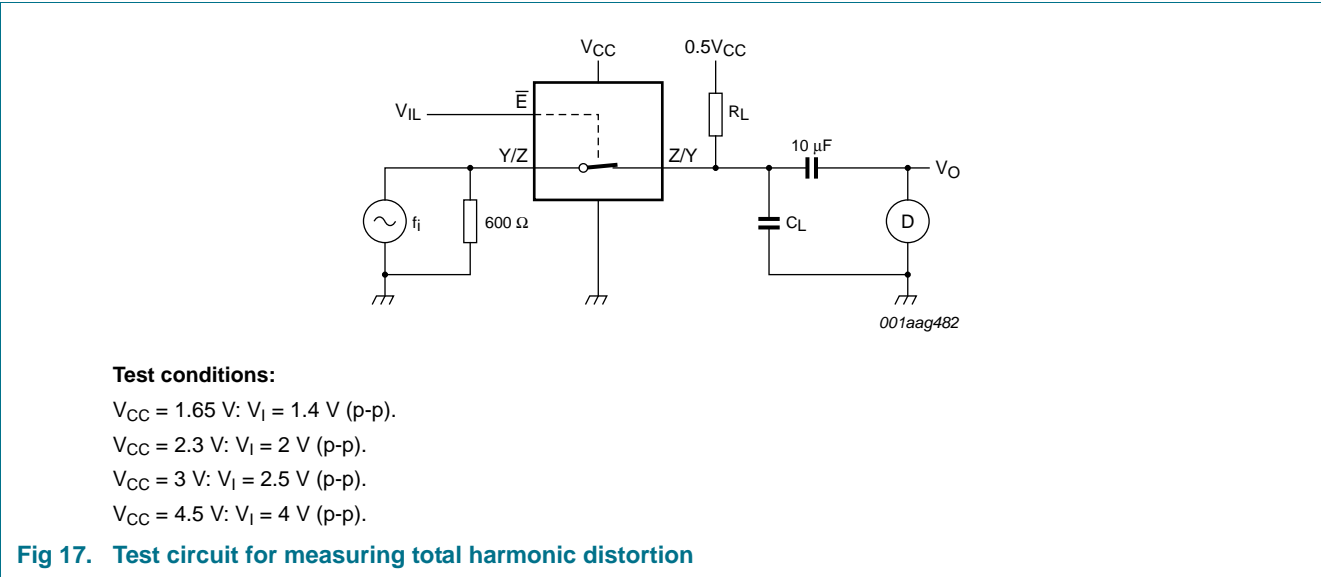 VCC 0.5VCC
E̅
VIL
RL
10 μF
Y/Z Z/Y
VO
fi 600 Ω CL D
001aag482
Test conditions:
VCC = 1.65 V: VI = 1.4 V (p-p).
VCC = 2.3 V: VI = 2 V (p-p).
VCC = 3 V: VI = 2.5 V (p-p).
VCC = 4.5 V: VI = 4 V (p-p).
Fig 17. Test circuit for measuring total harmonic distortion